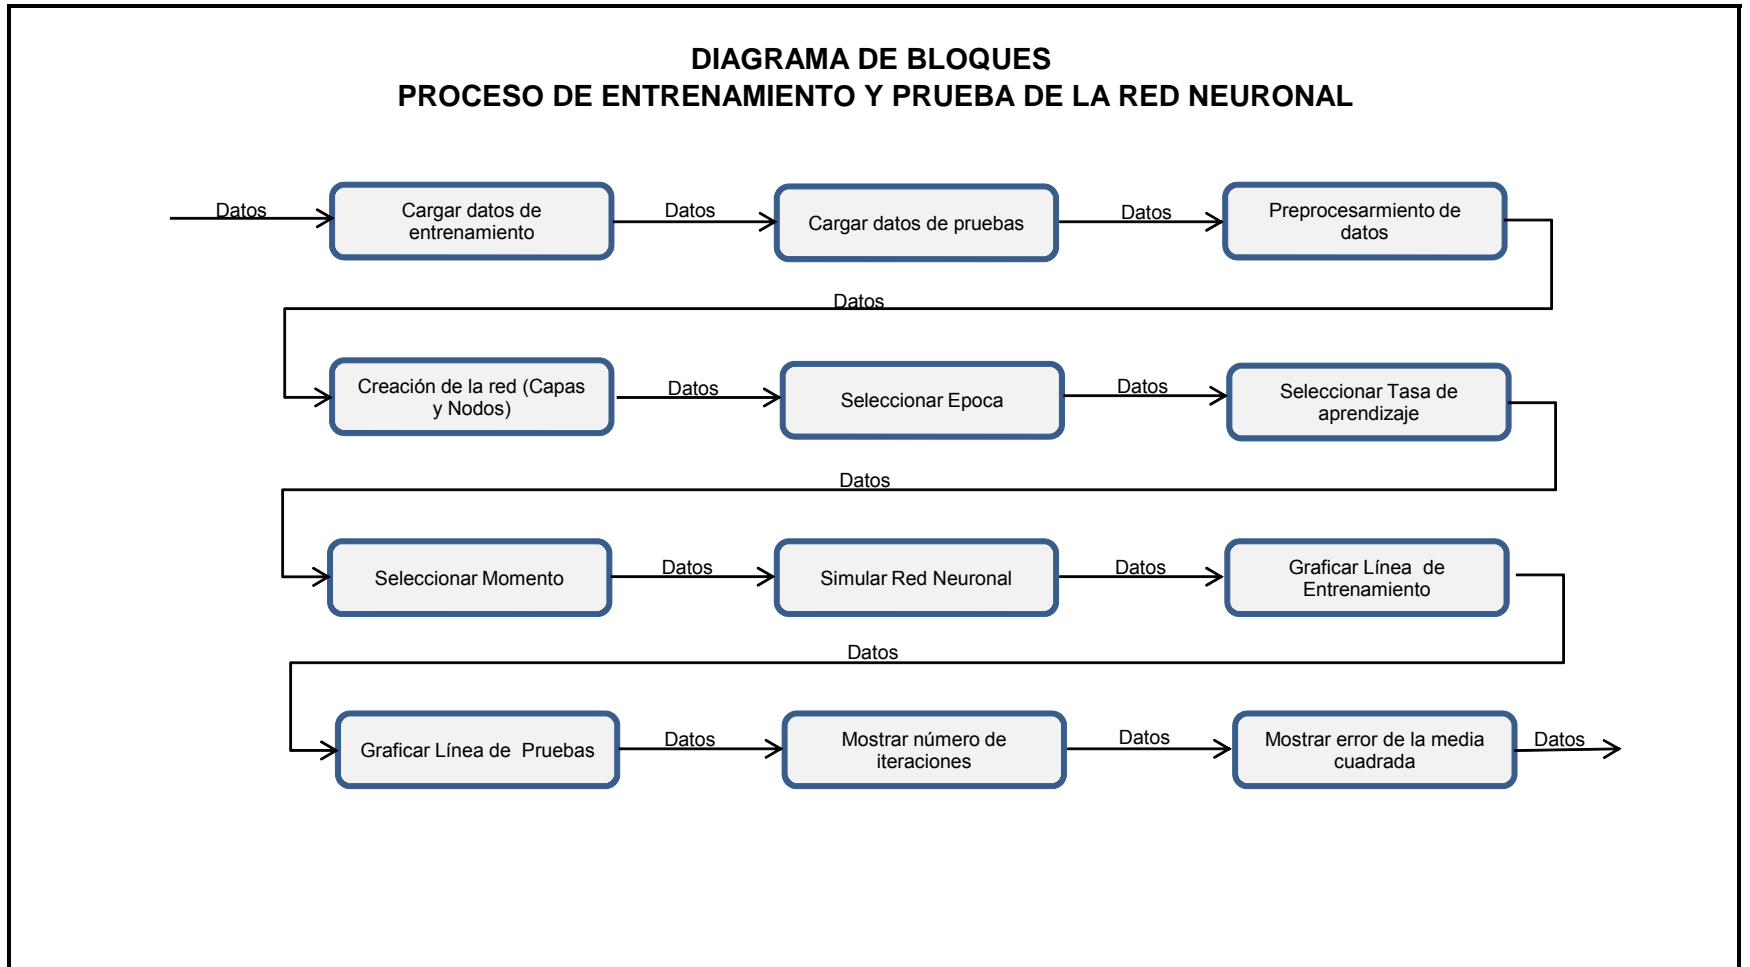 DIAGRAMA DE BLOQUES
PROCESO DE ENTRENAMIENTO Y PRUEBA DE LA RED NEURONAL
Datos
Cargar datos de
entrenamiento
Datos
Cargar datos de pruebas
Datos
Preprocesarmiento de
datos
Datos
Creación de la red (Capas
y Nodos)
Datos
Seleccionar Epoca
Datos
Seleccionar Tasa de
aprendizaje
Datos
Seleccionar Momento
Datos
Simular Red Neuronal
Datos
Graficar Línea de
Entrenamiento
Datos
Graficar Línea de Pruebas
Datos
Mostrar número de
iteraciones
Datos
Mostrar error de la media
cuadrada
Datos